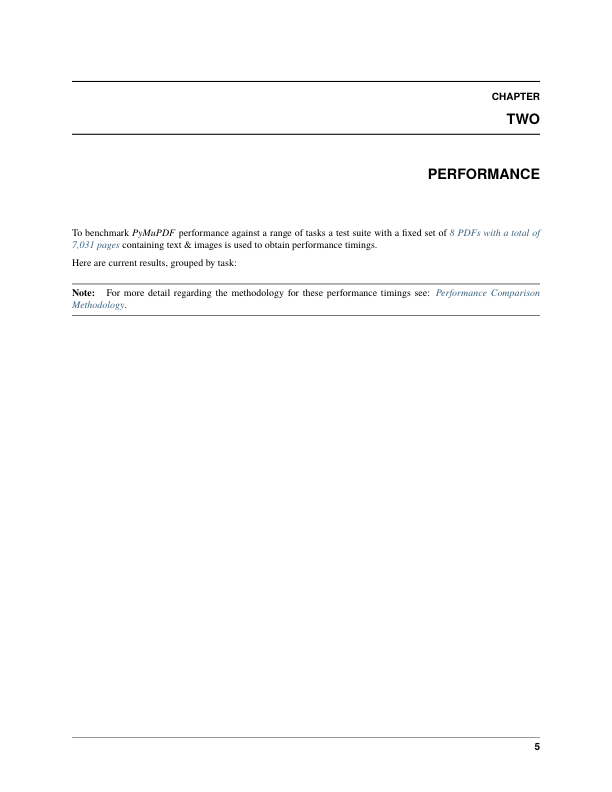 CHAPTER
TWO
PERFORMANCE
To benchmark PyMuPDF performance against a range of tasks a test suite with a fixed set of 8 PDFs with a total of
7,031 pages containing text & images is used to obtain performance timings.
Here are current results, grouped by task:
Note: For more detail regarding the methodology for these performance timings see: Performance Comparison
Methodology.
5